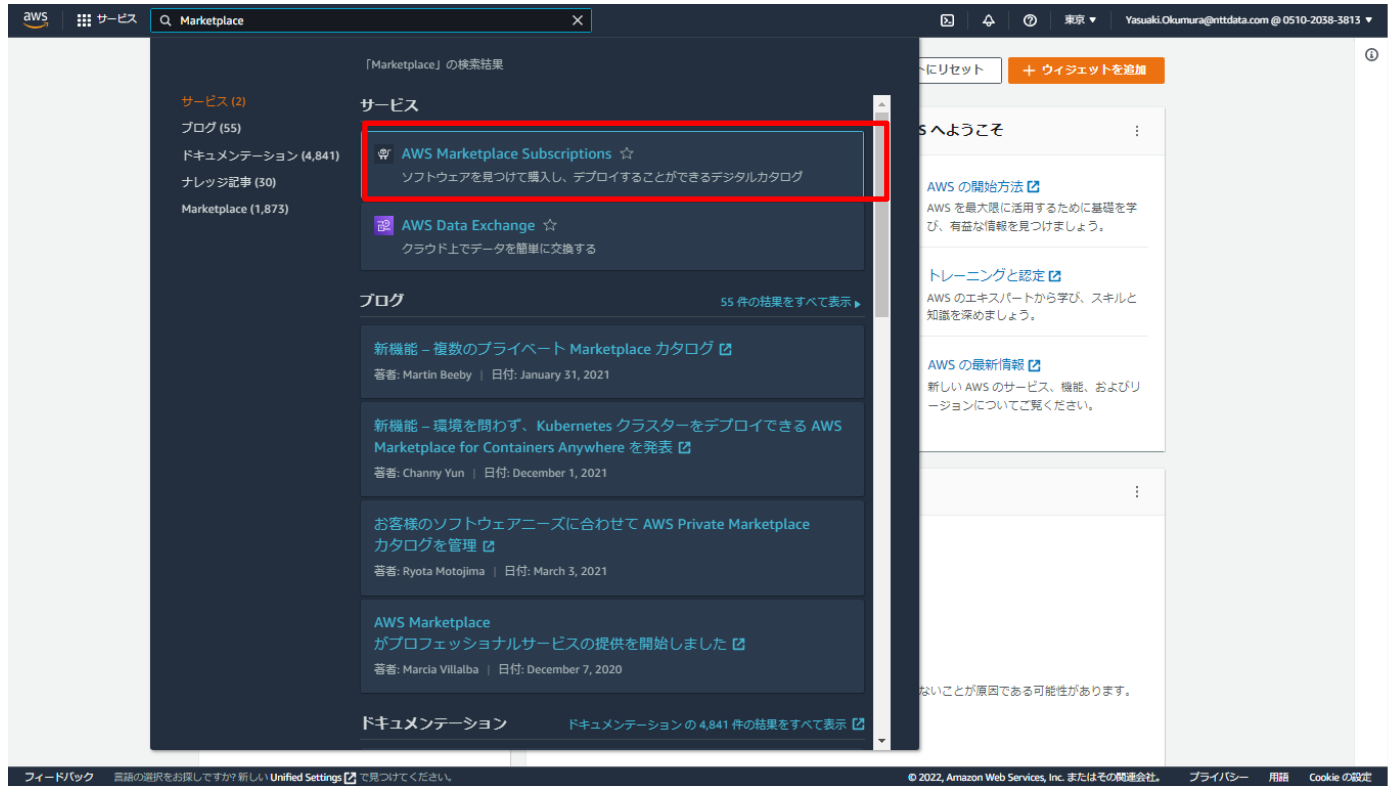 aws
サービス
Marketplace
東京 ▼
Yasuaki.Okumura@nttdata.com @ 0510-2038-3813 ▼
「Marketplace」の検索結果
サービス (2)
ブログ (55)
ドキュメンテーション (4,841)
ナレッジ記事 (30)
Marketplace (1,873)
サービス
AWS Marketplace Subscriptions
ソフトウェアを見つけて購入し、デプロイすることができるデジタルカタログ
AWS Data Exchange
クラウド上でデータを簡単に交換する
ブログ
55 件の結果をすべて表示
新機能 – 複数のプライベート Marketplace カタログ
著者: Martin Beeby | 日付: January 31, 2021
新機能 – 環境を問わず、Kubernetes クラスターをデプロイできる AWS
Marketplace for Containers Anywhere を発表
著者: Channy Yun | 日付: December 1, 2021
お客様のソフトウェアニーズに合わせて AWS Private Marketplace
カタログを管理
著者: Ryota Motojima | 日付: March 3, 2021
AWS Marketplace
がプロフェッショナルサービスの提供を開始しました
著者: Marcia Villalba | 日付: December 7, 2020
ドキュメンテーション
ドキュメンテーション の 4,841 件の結果をすべて表示
にリセット
+ ウィジェットを追加
S へようこそ
AWS の開始方法
AWS を最大限に活用するために基礎を学
び、有益な情報を見つけましょう。
トレーニングと認定
AWS のエキスパートから学び、スキルと
知識を深めましょう。
AWS の最新情報
新しい AWS のサービス、機能、およびリ
ージョンについてご覧ください。
ないことが原因である可能性があります。
フィードバック
言語の選択をお探しですか? 新しい Unified Settings で見つけてください。
© 2022, Amazon Web Services, Inc. またはその関連会社。
プライバシー
用語
Cookie の設定